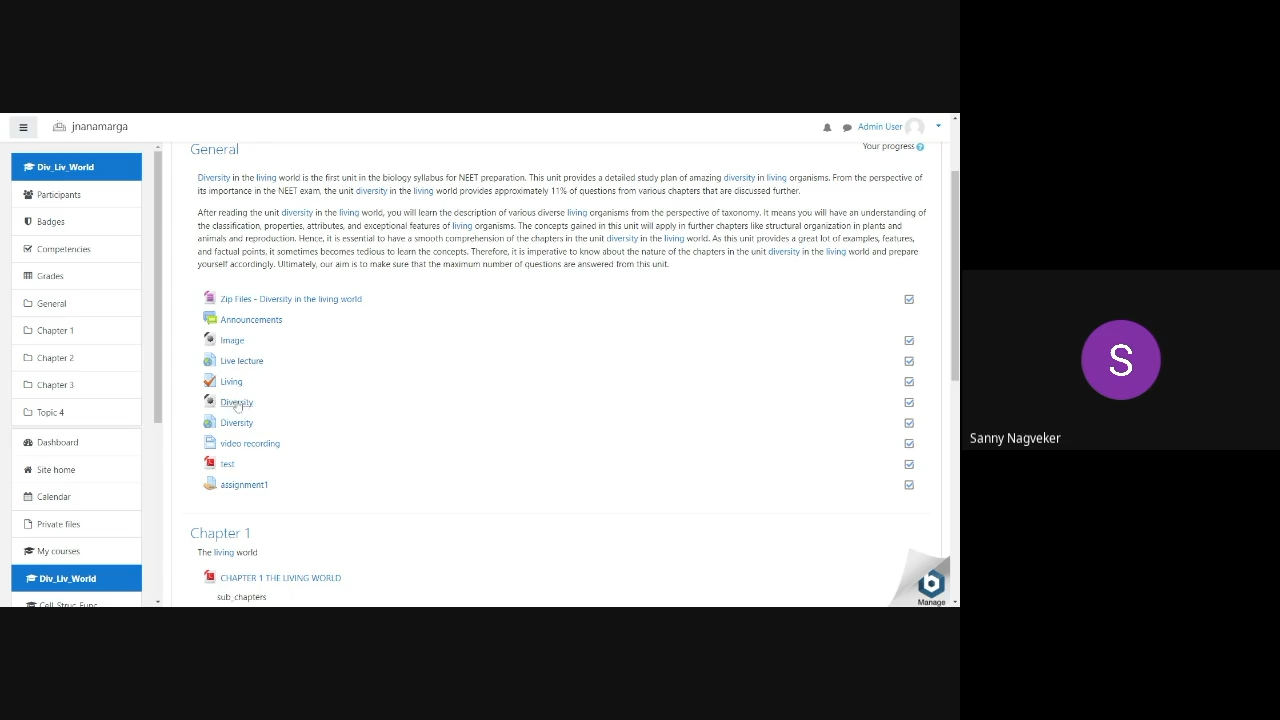 jnanamarga
Admin User
Div_Liv_World
Participants
Badges
Competencies
Grades
General
Chapter 1
Chapter 2
Chapter 3
Topic 4
Dashboard
Site home
Calendar
Private files
My courses
Div_Liv_World
Cell-Struc-Func
General
Your progress
Diversity in the living world is the first unit in the biology syllabus for NEET preparation. This unit provides a detailed study plan of amazing diversity in living organisms. From the perspective of
its importance in the NEET exam, the unit diversity in the living world provides approximately 11% of questions from various chapters that are discussed further.
After reading the unit diversity in the living world, you will learn the description of various diverse living organisms from the perspective of taxonomy. It means you will have an understanding of
the classification, properties, attributes, and exceptional features of living organisms. The concepts gained in this unit will apply in further chapters like structural organization in plants and
animals and reproduction. Hence, it is essential to have a smooth comprehension of the chapters in the unit diversity in the living world. As this unit provides a great lot of examples, features,
and factual points, it sometimes becomes tedious to learn the concepts. Therefore, it is imperative to know about the nature of the chapters in the unit diversity in the living world and prepare
yourself accordingly. Ultimately, our aim is to make sure that the maximum number of questions are answered from this unit.
Zip Files - Diversity in the living world
Announcements
Image
Live lecture
Living
Diversity
Diversity
video recording
test
assignment1
Chapter 1
The living world
CHAPTER 1 THE LIVING WORLD
sub_chapters
b
Manage
S
Sanny Nagveker